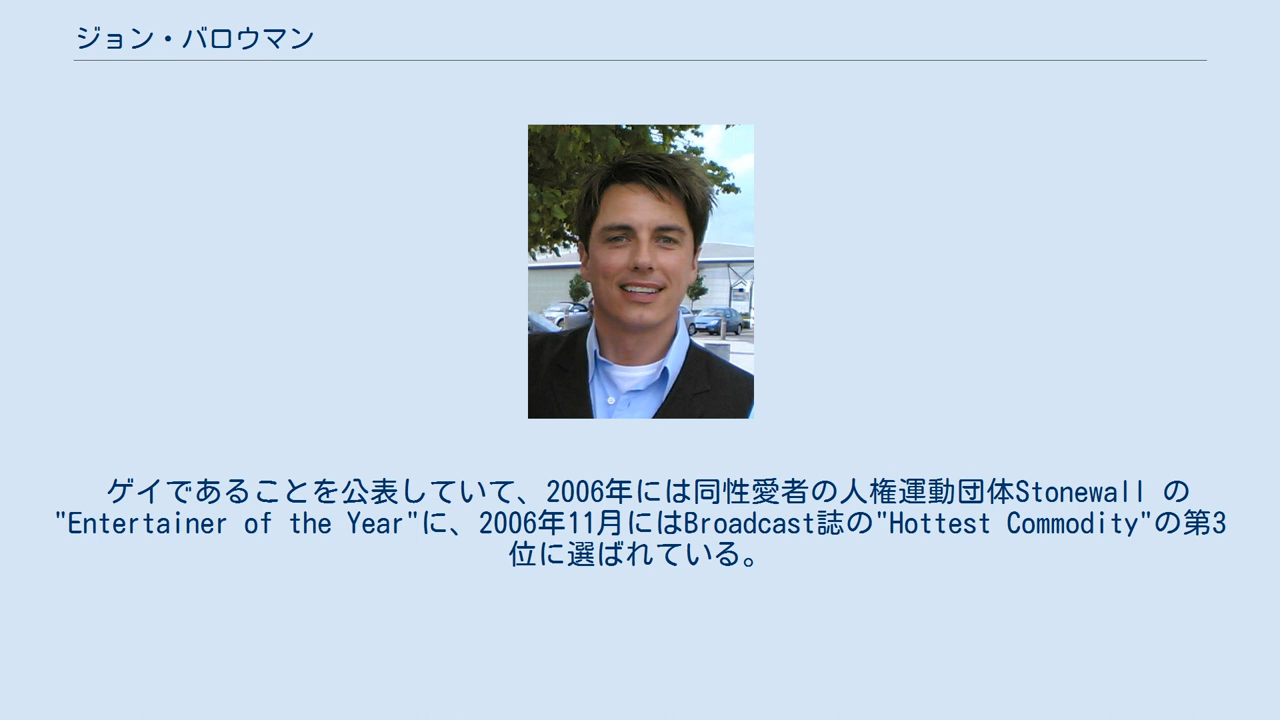 ジョン・バロウマン
ゲイであることを公表していて、2006年には同性愛者の人権運動団体Stonewall の
"Entertainer of the Year"に、2006年11月にはBroadcast誌の"Hottest Commodity"の第3
位に選ばれている。